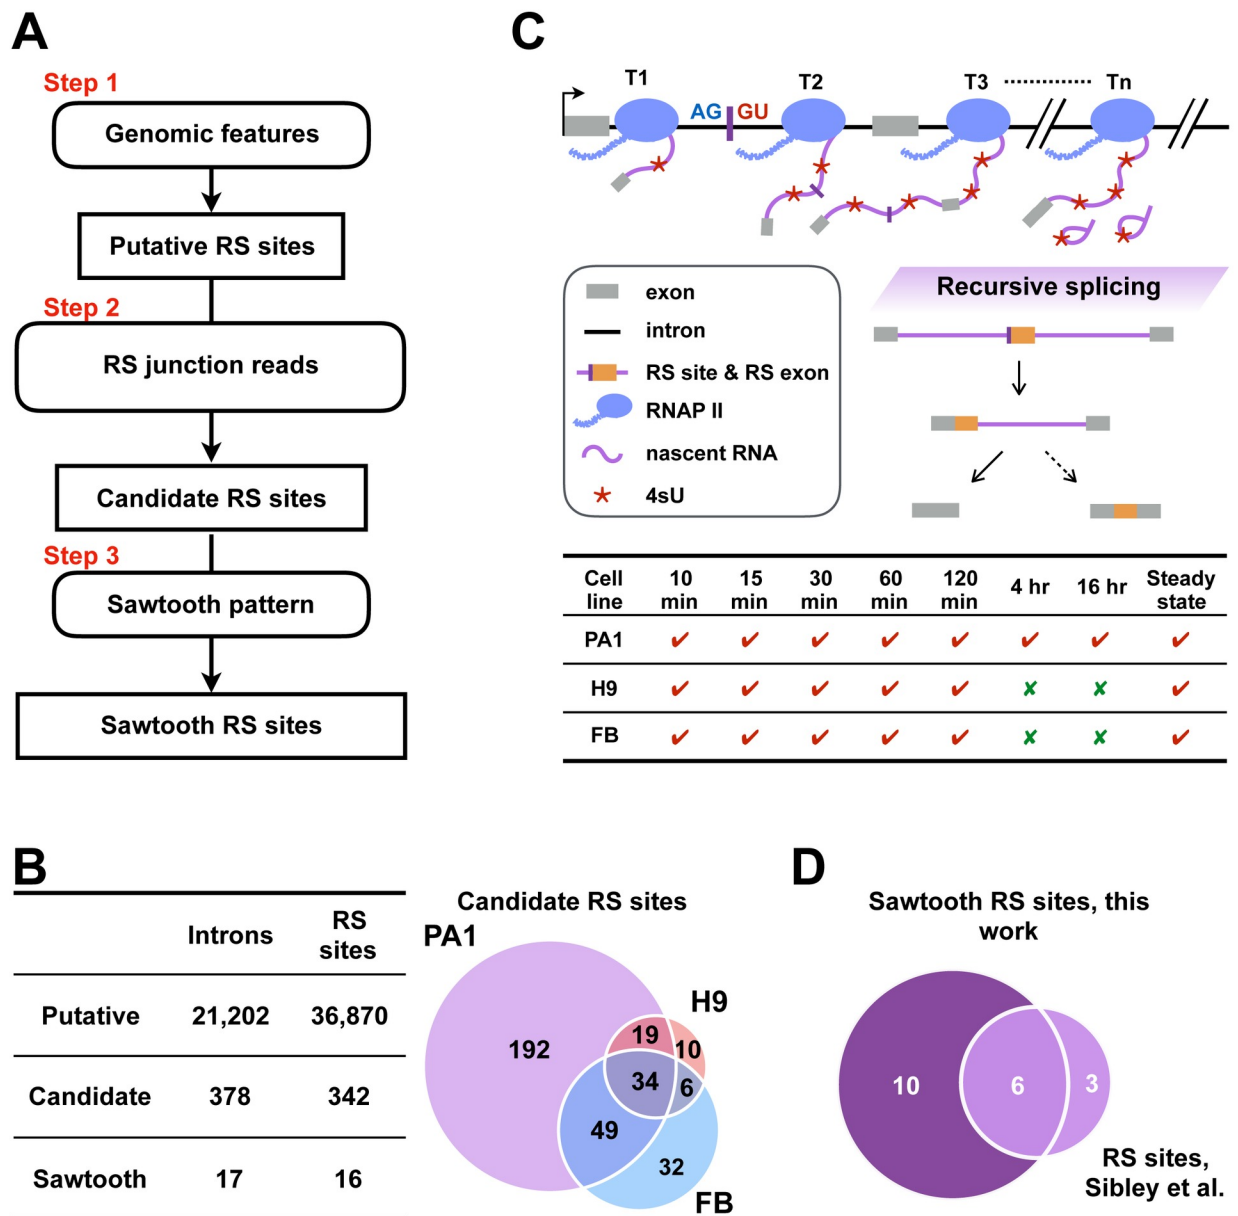 A
Step 1
Genomic features
Putative RS sites
Step 2
RS junction reads
Candidate RS sites
Step 3
Sawtooth pattern
Sawtooth RS sites
C
T1
T2
T3
Tn
AG GU
exon
intron
RS site & RS exon
RNAP II
nascent RNA
4sU
Recursive splicing
Cell line 10 min 15 min 30 min 60 min 120 min 4 hr 16 hr Steady state
PA1 ✔ ✔ ✔ ✔ ✔ ✔ ✔ ✔
H9 ✔ ✔ ✔ ✔ ✔ ✘ ✘ ✔
FB ✔ ✔ ✔ ✔ ✔ ✘ ✘ ✔
B
Introns RS sites
Putative 21,202 36,870
Candidate 378 342
Sawtooth 17 16
Candidate RS sites
PA1
H9
19
10
192
34
6
49
32
FB
D
Sawtooth RS sites, this
work
10
6
3
RS sites,
Sibley et al.